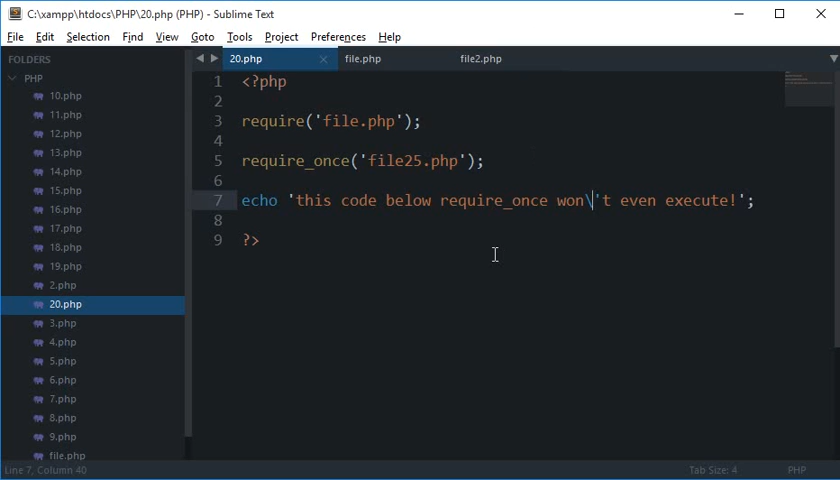 C:\xampp\htdocs\PHP\20.php (PHP) - Sublime Text
File Edit Selection Find View Goto Tools Project Preferences Help
FOLDERS
PHP
10.php
11.php
12.php
13.php
14.php
15.php
16.php
17.php
18.php
19.php
2.php
20.php
3.php
4.php
5.php
6.php
7.php
8.php
9.php
file.php
20.php file.php file2.php
1 <?php
2
3 require('file.php');
4
5 require_once('file25.php');
6
7 echo 'this code below require_once won\'t even execute!';
8
9 ?>
Line 7, Column 40 Tab Size: 4 PHP